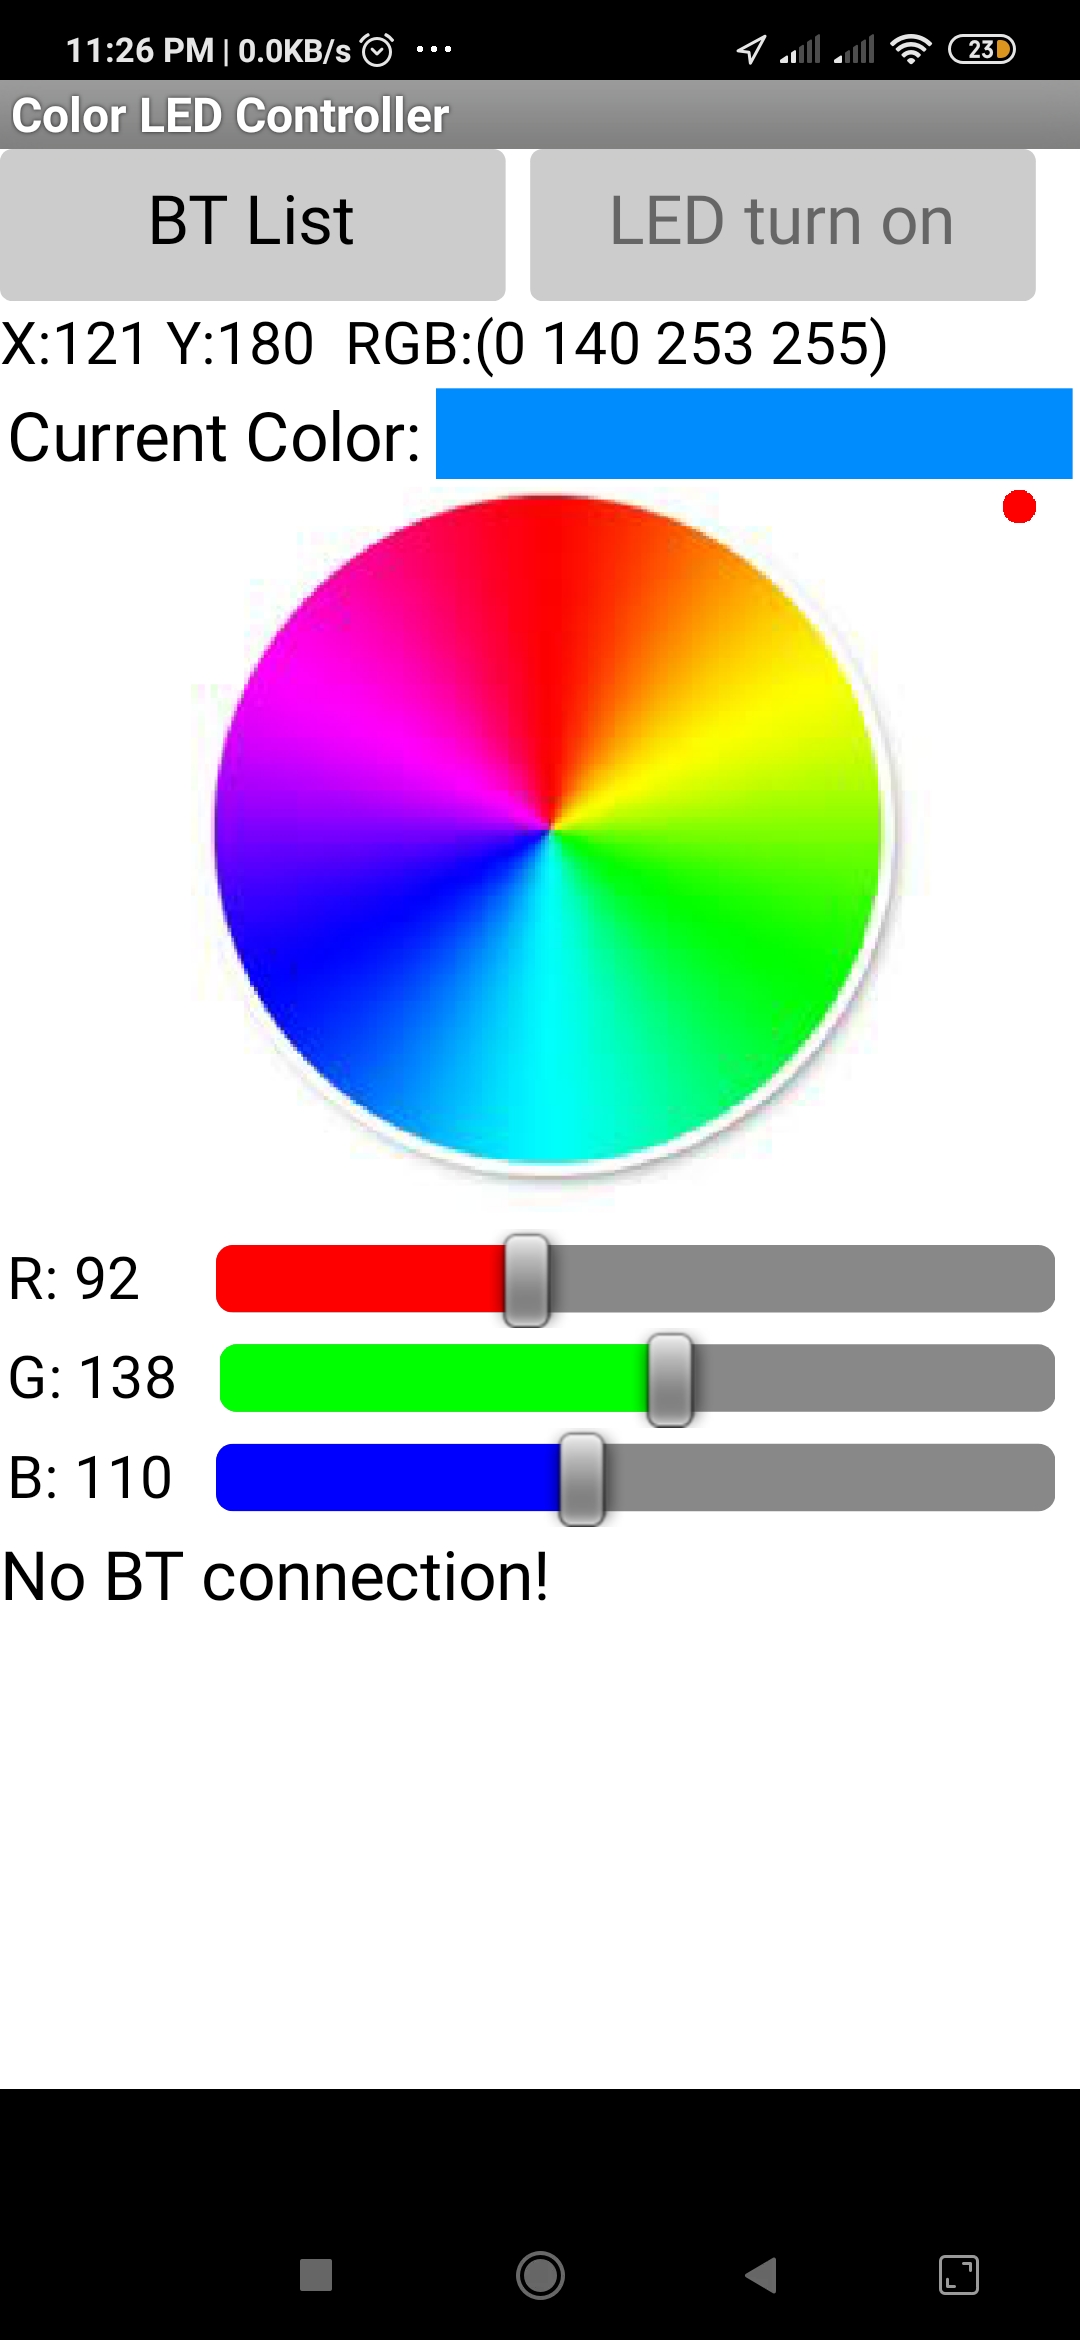 11:26 PM | 0.0KB/s ...
23
Color LED Controller
BT List
LED turn on
X:121 Y:180 RGB:(0 140 253 255)
Current Color:
R: 92
G: 138
B: 110
No BT connection!